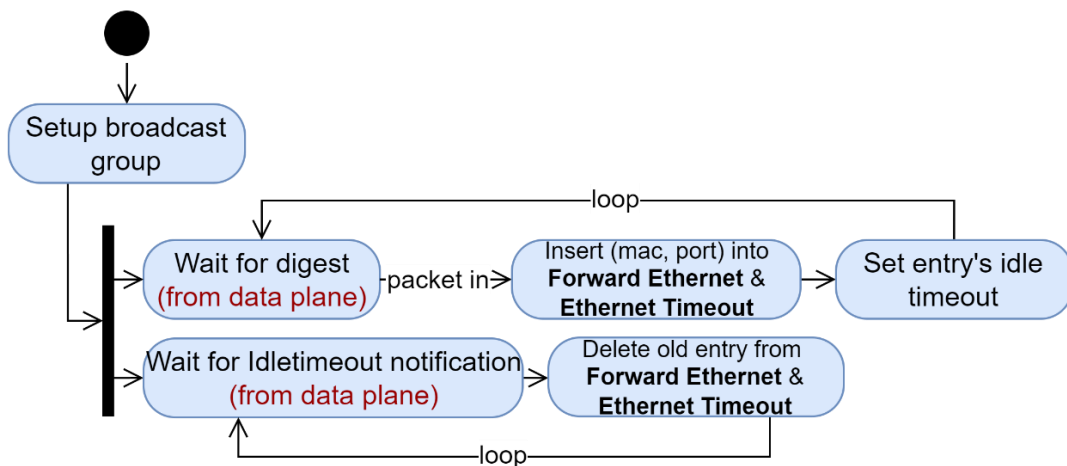 Setup broadcast
group
loop
Wait for digest
(from data plane)
packet in
Insert (mac, port) into
Forward Ethernet &
Ethernet Timeout
Set entry's idle
timeout
Wait for Idletimeout notification
(from data plane)
Delete old entry from
Forward Ethernet &
Ethernet Timeout
loop